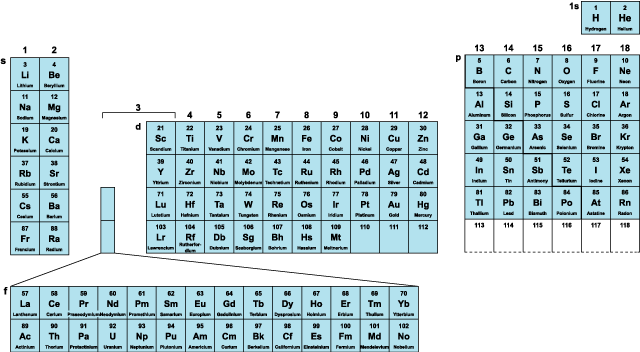 1s
1 2
H He
Hydrogen Helium
1 2
13 14 15 16 17 18
s
p
3 4
Li Be
Lithium Beryllium
5 6 7 8 9 10
B C N O F Ne
Boron Carbon Nitrogen Oxygen Fluorine Neon
11 12
Na Mg
Sodium Magnesium
13 14 15 16 17 18
Al Si P S Cl Ar
Aluminum Silicon Phosphorus Sulfur Chlorine Argon
3
4 5 6 7 8 9 10 11 12
d
19 20
K Ca
Potassium Calcium
21 22 23 24 25 26 27 28 29 30
Sc Ti V Cr Mn Fe Co Ni Cu Zn
Scandium Titanium Vanadium Chromium Manganese Iron Cobalt Nickel Copper Zinc
31 32 33 34 35 36
Ga Ge As Se Br Kr
Gallium Germanium Arsenic Selenium Bromine Krypton
37 38
Rb Sr
Rubidium Strontium
39 40 41 42 43 44 45 46 47 48
Y Zr Nb Mo Tc Ru Rh Pd Ag Cd
Yttrium Zirconium Niobium Molybdenum Technetium Ruthenium Rhodium Palladium Silver Cadmium
49 50 51 52 53 54
In Sn Sb Te I Xe
Indium Tin Antimony Tellurium Iodine Xenon
55 56
Cs Ba
Cesium Barium
71 72 73 74 75 76 77 78 79 80
Lu Hf Ta W Re Os Ir Pt Au Hg
Lutetium Hafnium Tantalum Tungsten Rhenium Osmium Iridium Platinum Gold Mercury
81 82 83 84 85 86
Tl Pb Bi Po At Rn
Thallium Lead Bismuth Polonium Astatine Radon
87 88
Fr Ra
Francium Radium
103 104 105 106 107 108 109 110 111 112
Lr Rf Db Sg Bh Hs Mt
Lawrencium Rutherfordium Dubnium Seaborgium Bohrium Hassium Meitnerium
113 114 115 116 117 118
f
57 58 59 60 61 62 63 64 65 66 67 68 69 70
La Ce Pr Nd Pm Sm Eu Gd Tb Dy Ho Er Tm Yb
Lanthanum Cerium Praseodymium Neodymium Promethium Samarium Europium Gadolinium Terbium Dysprosium Holmium Erbium Thulium Ytterbium
89 90 91 92 93 94 95 96 97 98 99 100 101 102
Ac Th Pa U Np Pu Am Cm Bk Cf Es Fm Md No
Actinium Thorium Protactinium Uranium Neptunium Plutonium Americium Curium Berkelium Californium Einsteinium Fermium Mendelevium Nobelium